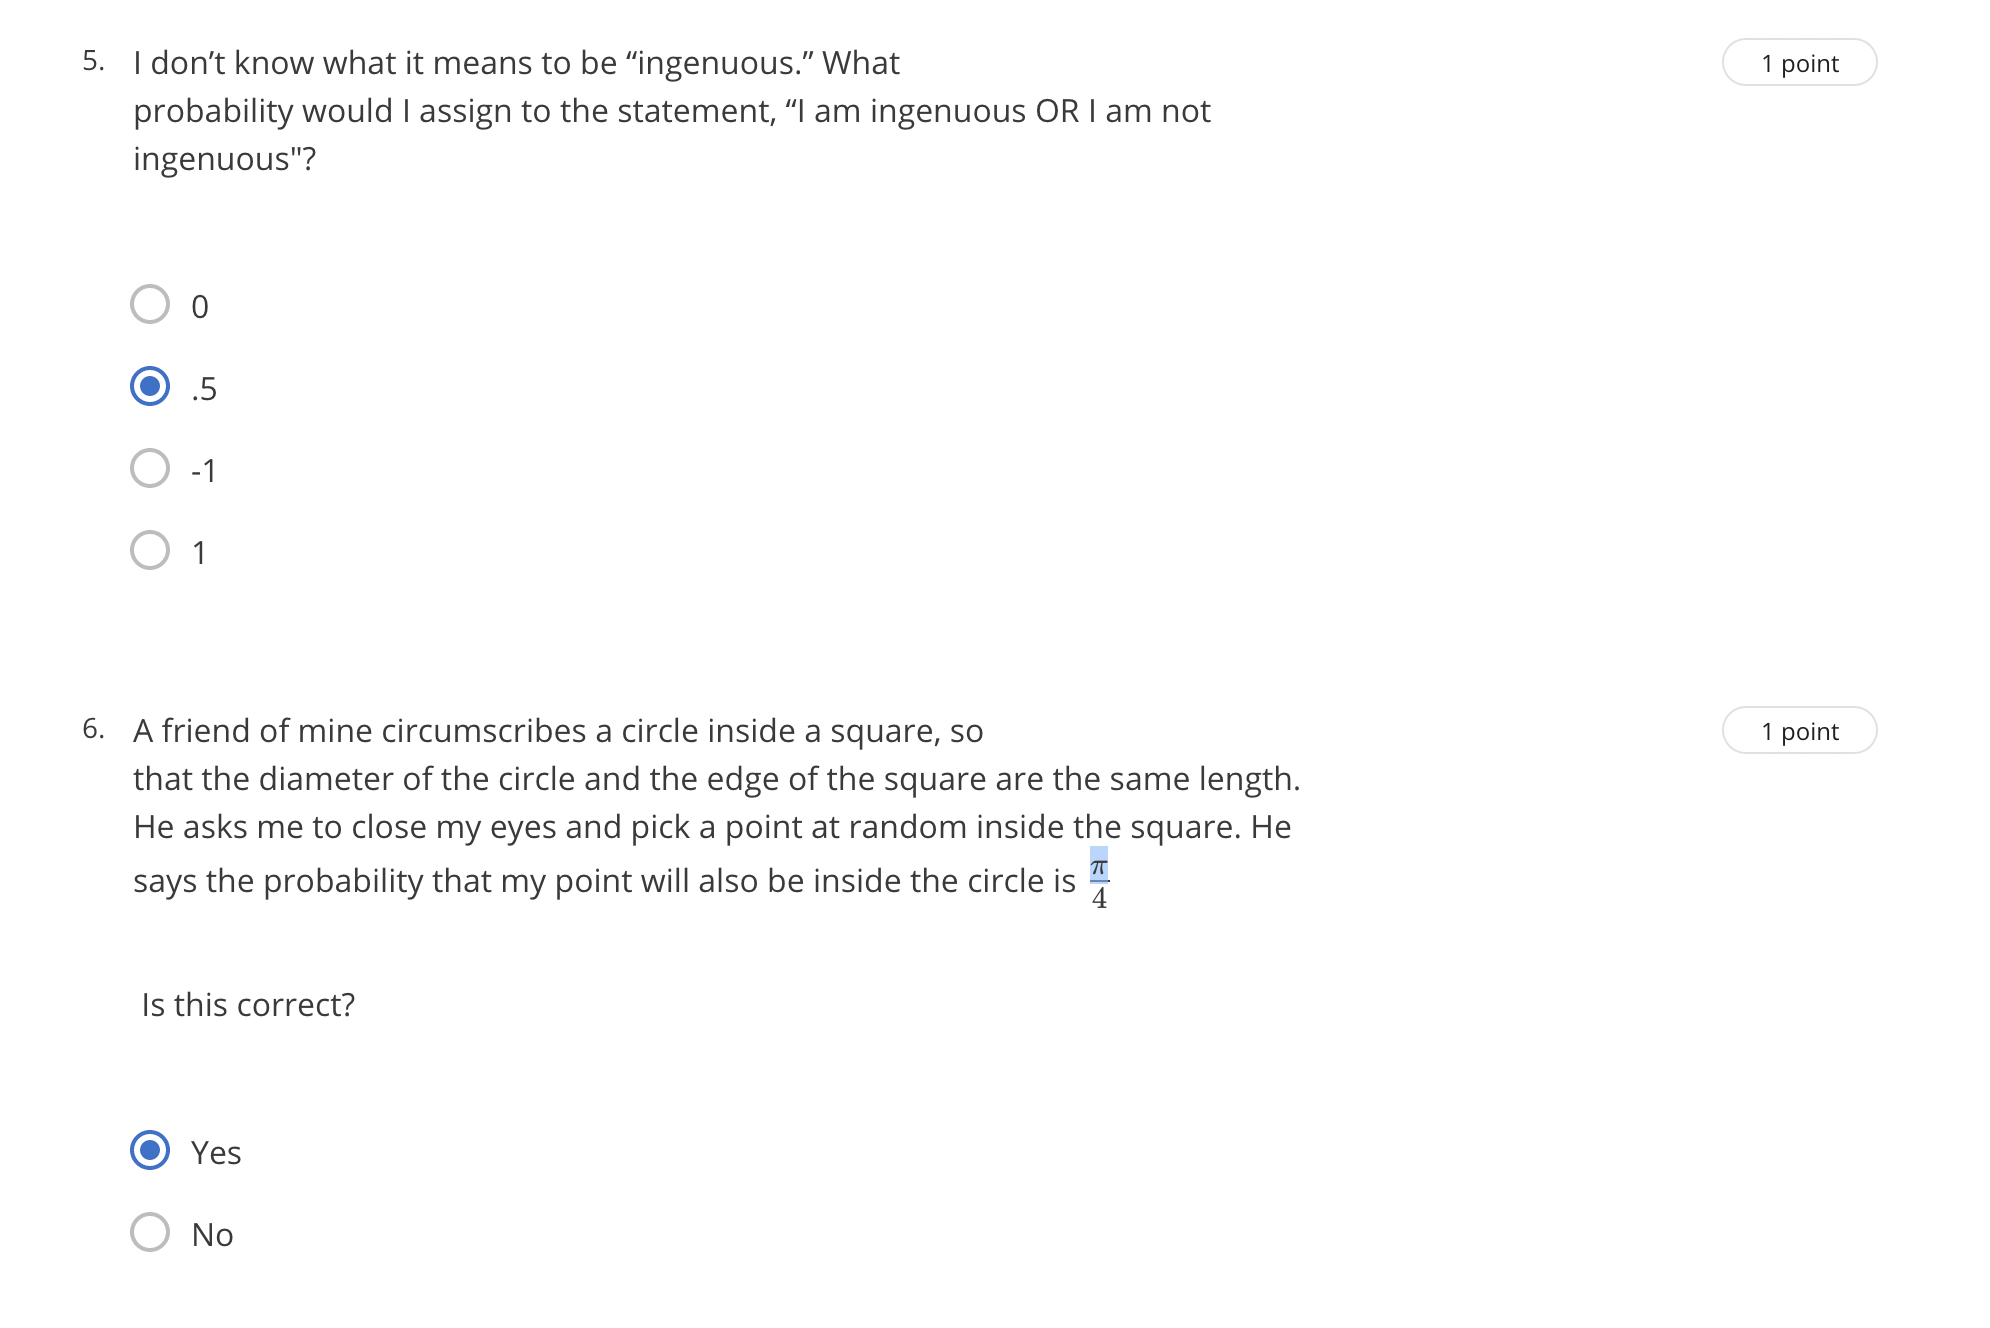 5. I don’t know what it means to be “ingenuous.” What
1 point
probability would I assign to the statement, “I am ingenuous OR I am not
ingenuous"?
0
.5
-1
1
6. A friend of mine circumscribes a circle inside a square, so
1 point
that the diameter of the circle and the edge of the square are the same length.
He asks me to close my eyes and pick a point at random inside the square. He
says the probability that my point will also be inside the circle is π/4
Is this correct?
Yes
No